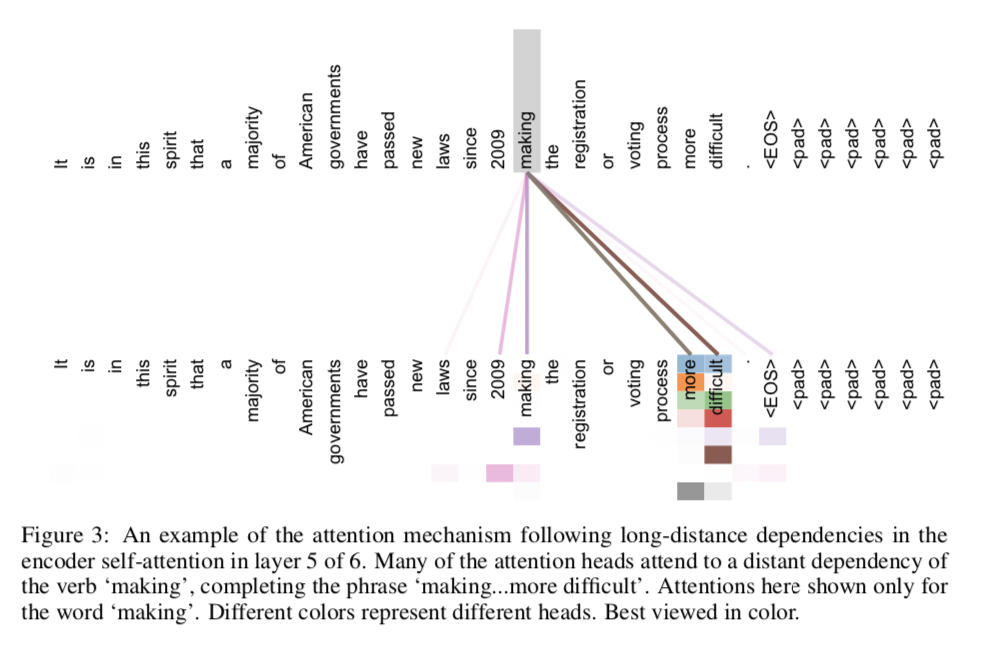 It is in this spirit that a majority of American governments have passed new laws since 2009 making the registration or voting process more difficult . <EOS> <pad> <pad> <pad> <pad> <pad> <pad>
It is in this spirit that a majority of American governments have passed new laws since 2009 making the registration or voting process more difficult . <EOS> <pad> <pad> <pad> <pad> <pad> <pad>
Figure 3: An example of the attention mechanism following long-distance dependencies in the
encoder self-attention in layer 5 of 6. Many of the attention heads attend to a distant dependency of
the verb ‘making’, completing the phrase ‘making...more difficult’. Attentions here shown only for
the word ‘making’. Different colors represent different heads. Best viewed in color.